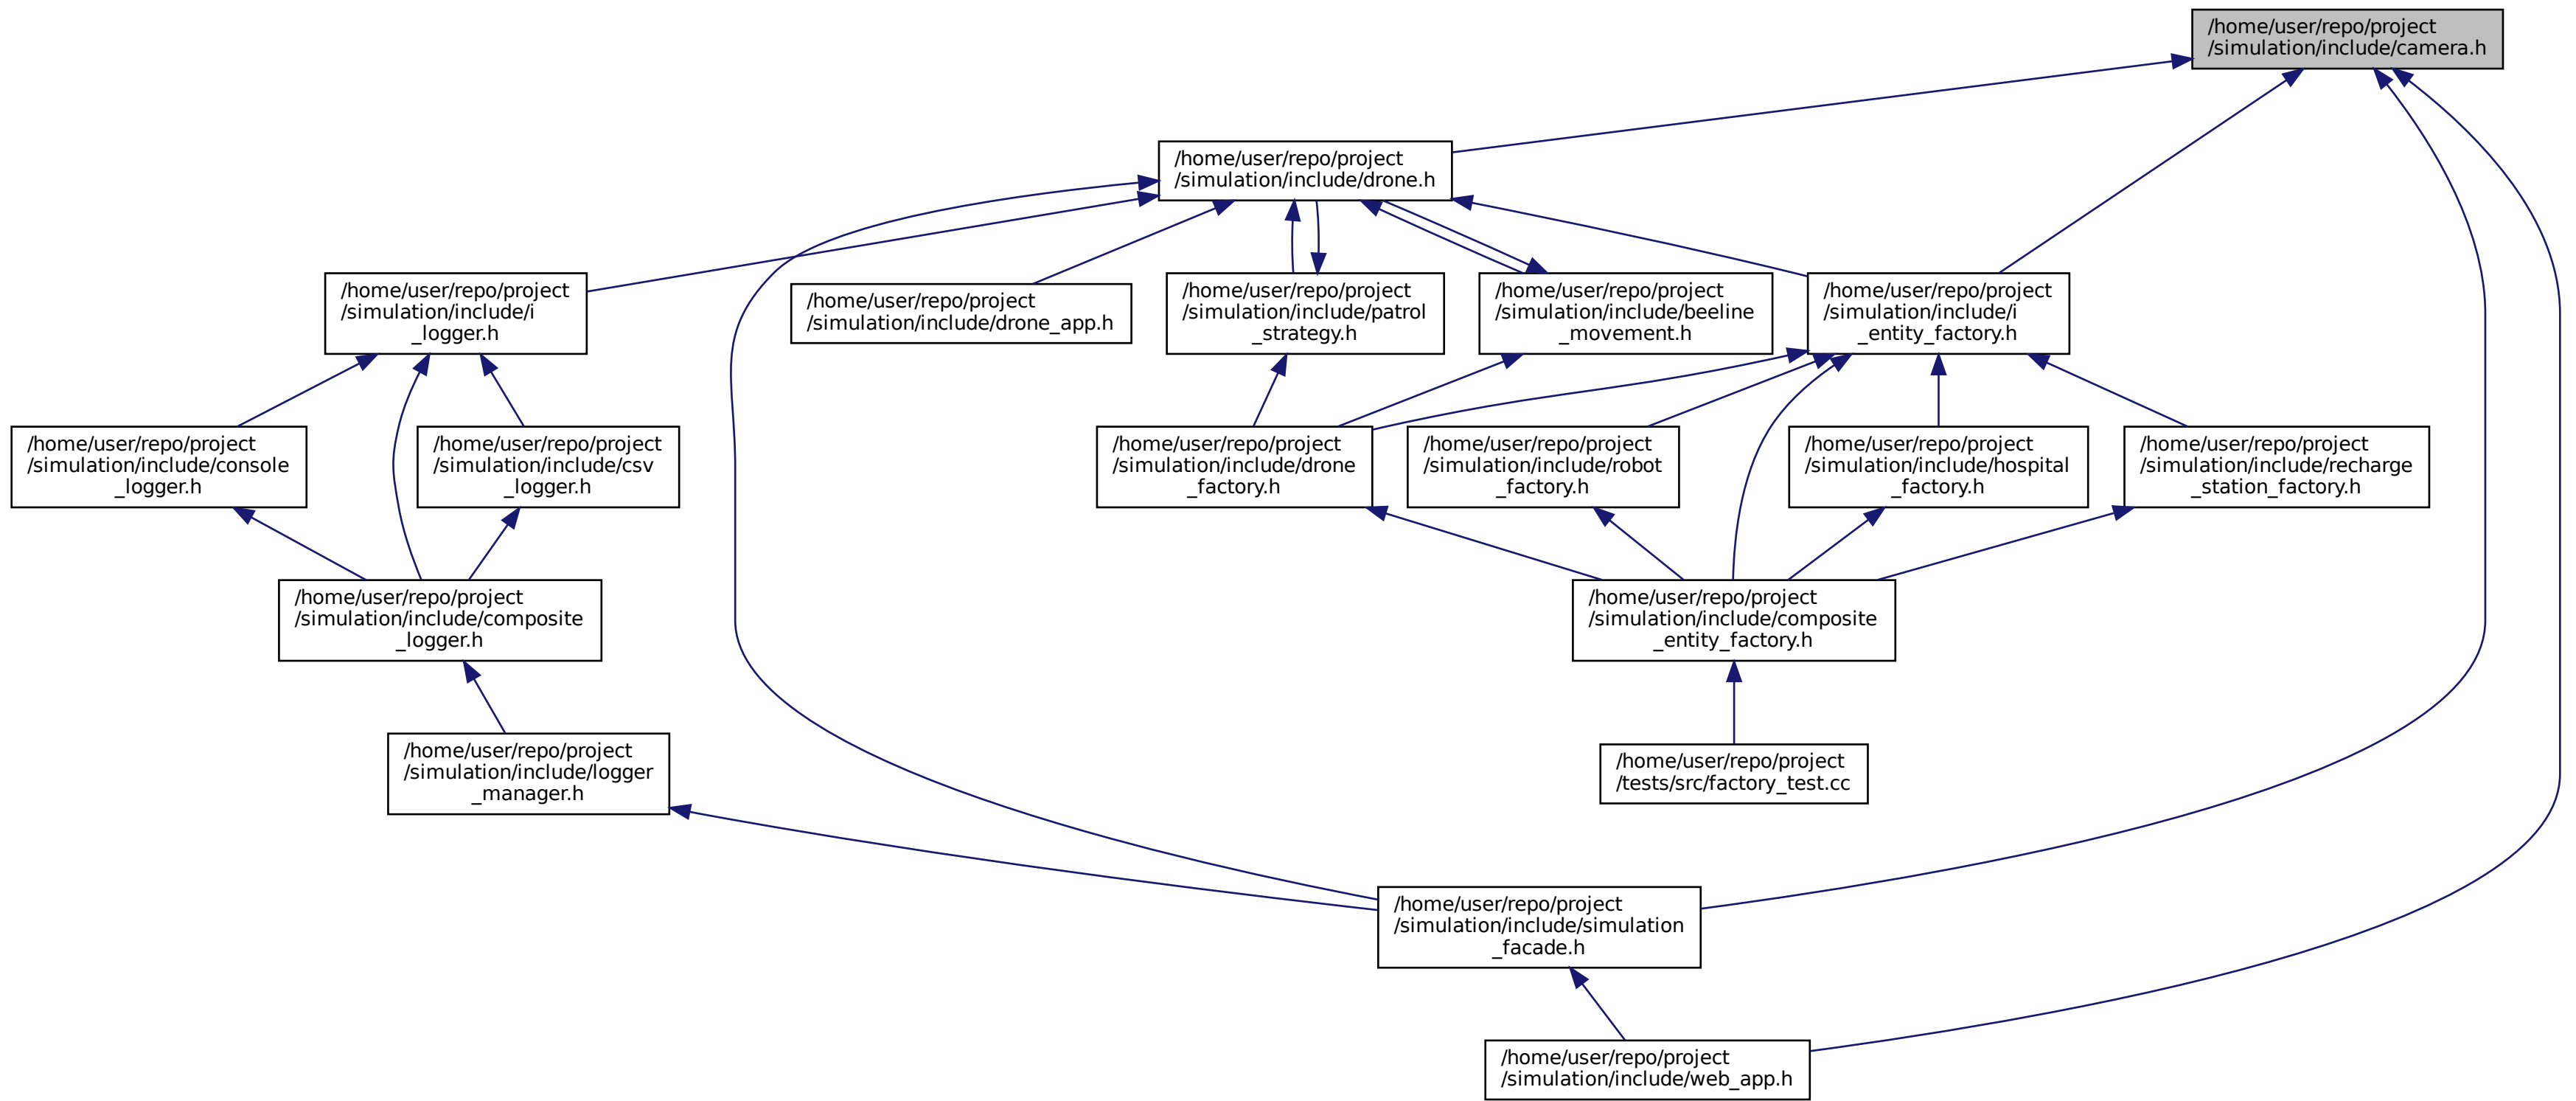 /home/user/repo/project
/simulation/include/camera.h
/home/user/repo/project
/simulation/include/drone.h
/home/user/repo/project
/simulation/include/i
_logger.h
/home/user/repo/project
/simulation/include/drone_app.h
/home/user/repo/project
/simulation/include/patrol
_strategy.h
/home/user/repo/project
/simulation/include/beeline
_movement.h
/home/user/repo/project
/simulation/include/i
_entity_factory.h
/home/user/repo/project
/simulation/include/console
_logger.h
/home/user/repo/project
/simulation/include/csv
_logger.h
/home/user/repo/project
/simulation/include/drone
_factory.h
/home/user/repo/project
/simulation/include/robot
_factory.h
/home/user/repo/project
/simulation/include/hospital
_factory.h
/home/user/repo/project
/simulation/include/recharge
_station_factory.h
/home/user/repo/project
/simulation/include/composite
_logger.h
/home/user/repo/project
/simulation/include/composite
_entity_factory.h
/home/user/repo/project
/simulation/include/logger
_manager.h
/home/user/repo/project
/tests/src/factory_test.cc
/home/user/repo/project
/simulation/include/simulation
_facade.h
/home/user/repo/project
/simulation/include/web_app.h